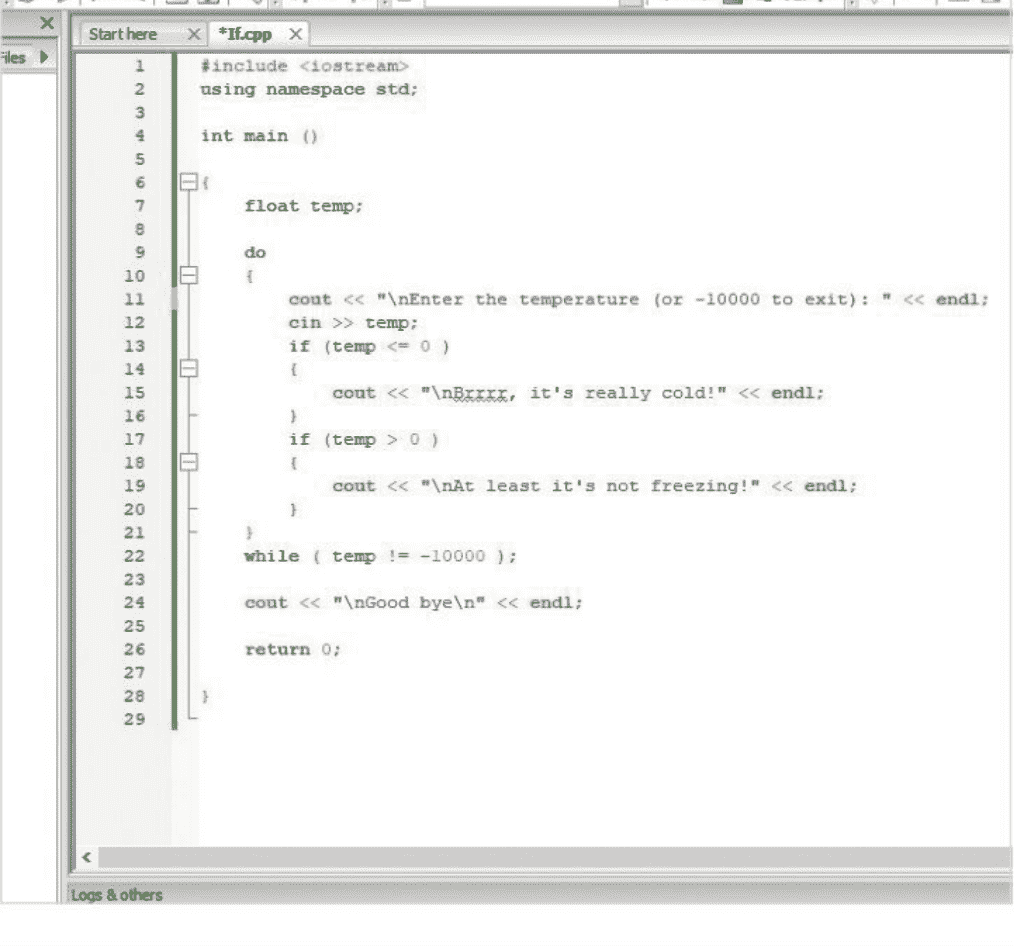 Start here
*If.cpp
iles
1 #include <iostream>
2 using namespace std;
3
4 int main ()
5
6 {
7 float temp;
8
9 do
10 {
11 cout << "\nEnter the temperature (or -10000 to exit): " << endl;
12 cin >> temp;
13 if (temp <= 0 )
14 {
15 cout << "\nBrrrr, it's really cold!" << endl;
16 }
17 if (temp > 0 )
18 {
19 cout << "\nAt least it's not freezing!" << endl;
20 }
21 }
22 while ( temp != -10000 );
23
24 cout << "\nGood bye\n" << endl;
25
26 return 0;
27
28 }
29
Logs & others